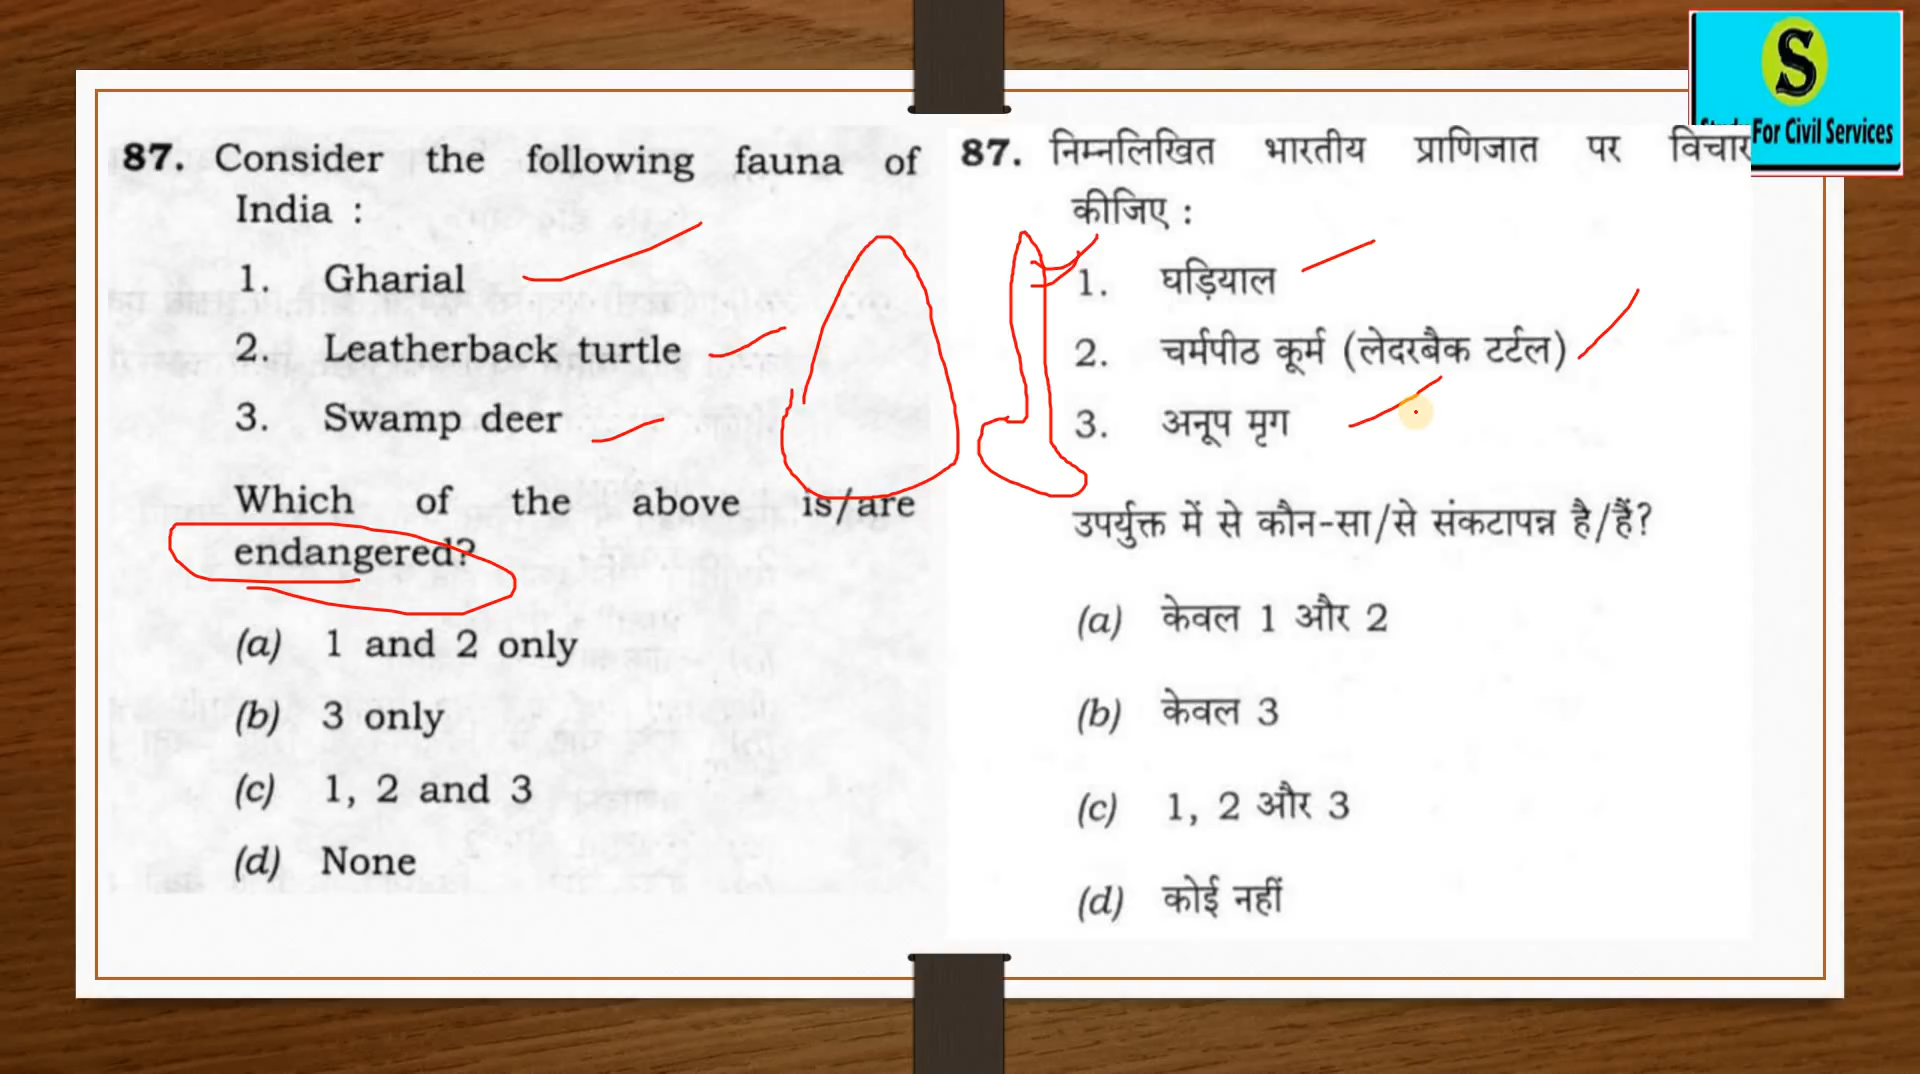 87. Consider the following fauna of
India :
1. Gharial
2. Leatherback turtle
3. Swamp deer
Which of the above is/are
endangered?
(a) 1 and 2 only
(b) 3 only
(c) 1, 2 and 3
(d) None
87. निम्नलिखित भारतीय प्राणिजात पर विचार
कीजिए :
1. घड़ियाल
2. चर्मपीठ कूर्म (लेदरबैक टर्टल)
3. अनूप मृग
उपर्युक्त में से कौन-सा/से संकटापन्न है/हैं?
(a) केवल 1 और 2
(b) केवल 3
(c) 1, 2 और 3
(d) कोई नहीं
S
For Civil Services